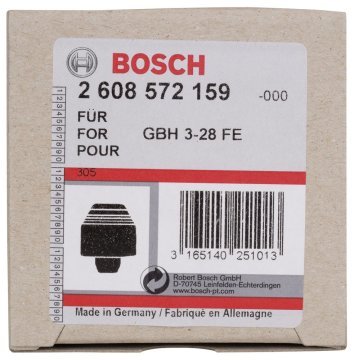 BOSCH
2 608 572 159 -000
FÜR
FOR GBH 3-28 FE
POUR
305
3 165140 251013
Robert Bosch GmbH
D-70745 Leinfelden-Echterdingen
www.bosch-pt.com
Made in Germany / Fabriqué en Allemagne